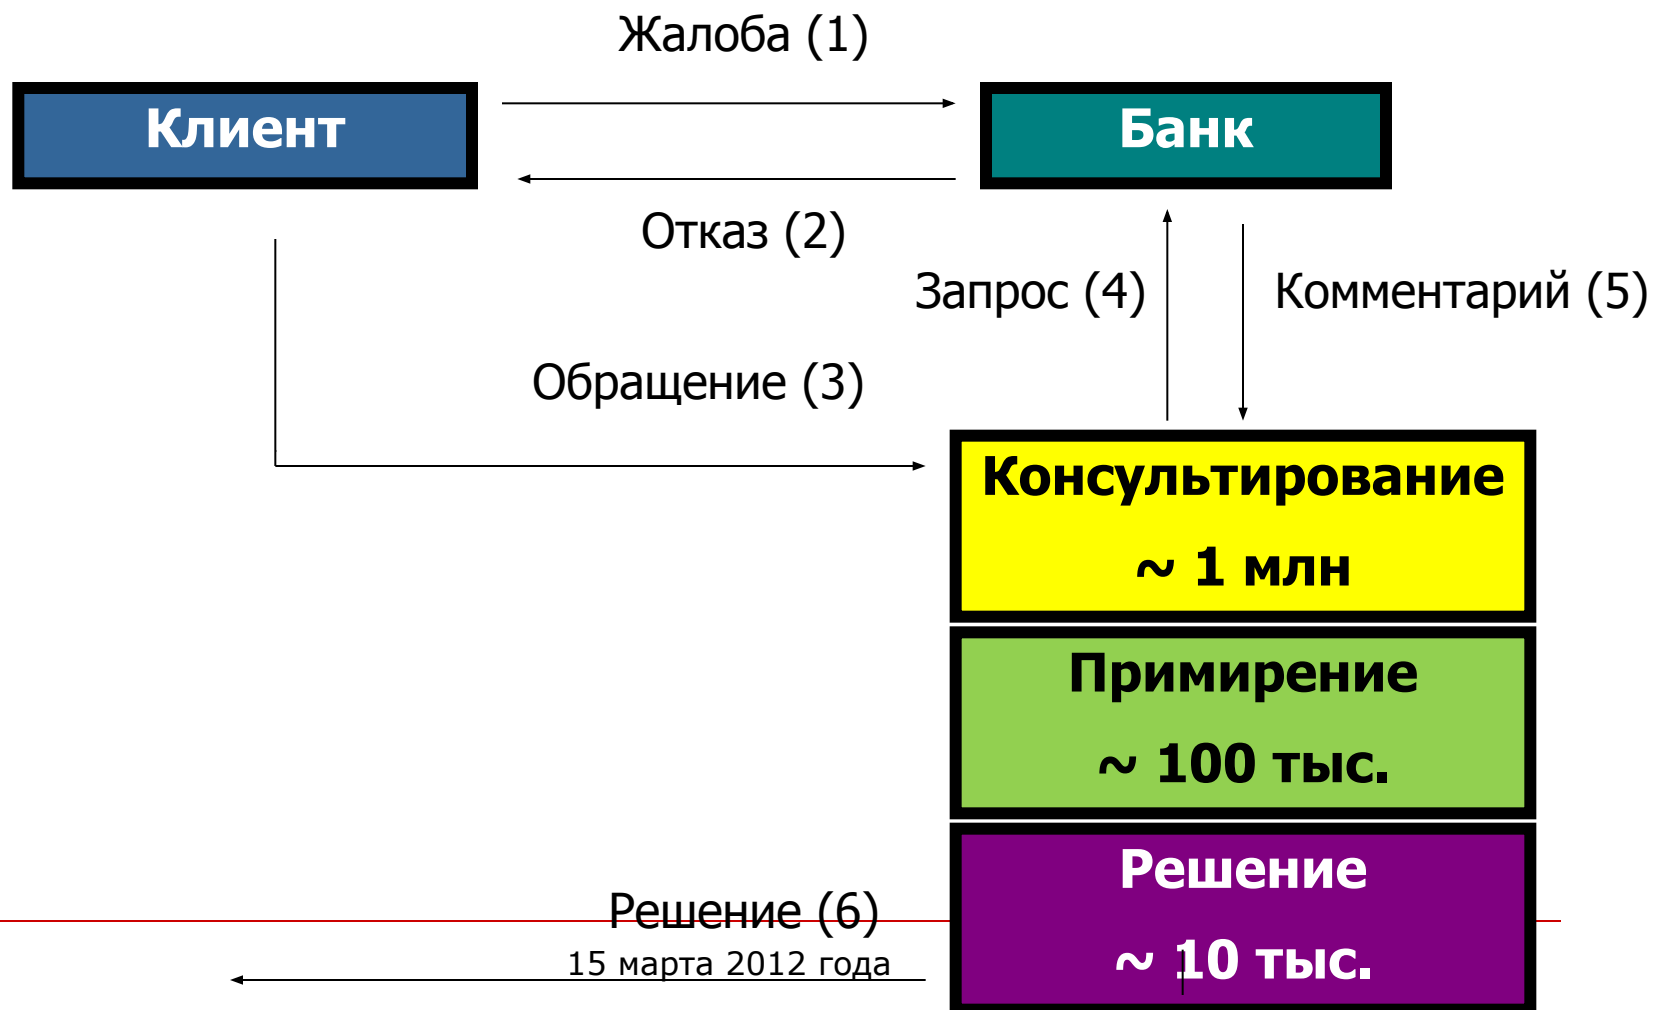 Жалоба (1)
Клиент
Банк
Отказ (2)
Запрос (4)
Комментарий (5)
Обращение (3)
Консультирование
~ 1 млн
Примирение
~ 100 тыс.
Решение
Решение (6)
15 марта 2012 года
~ 10 тыс.